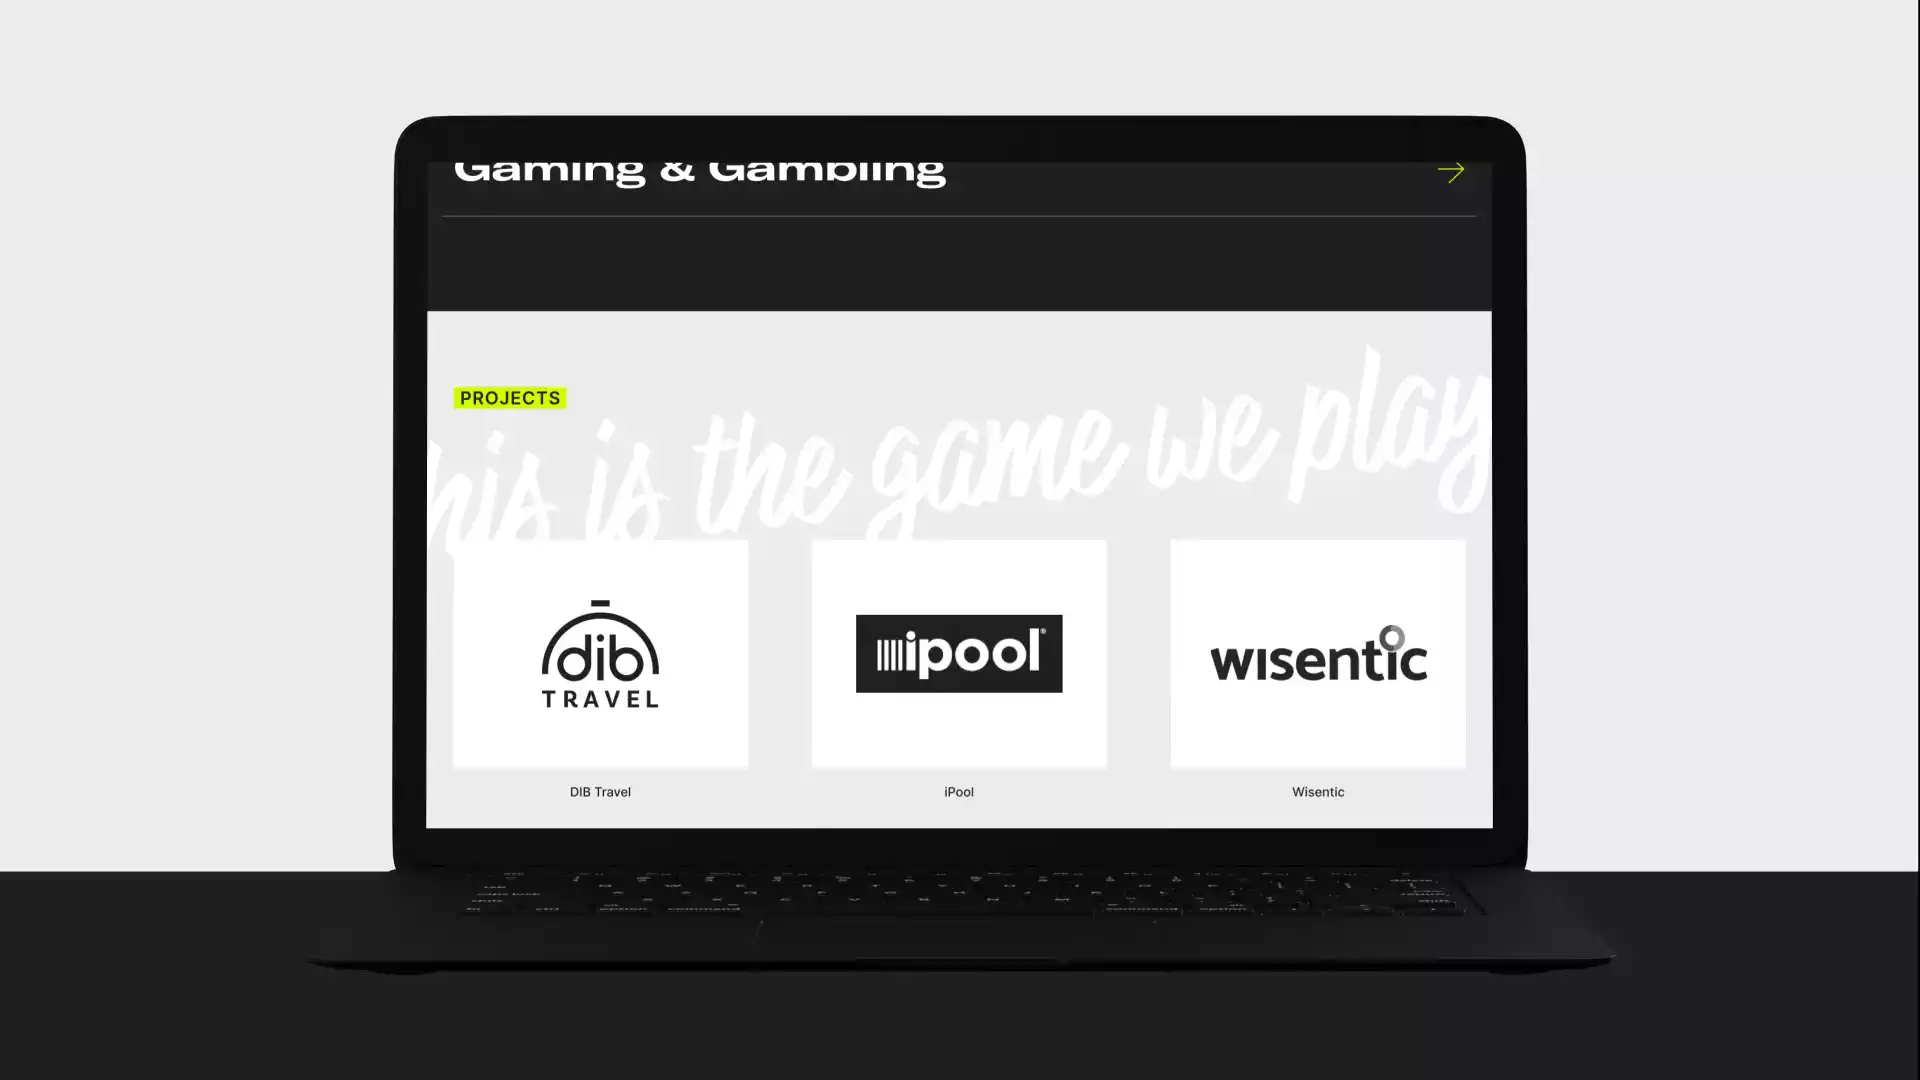 Gaming & Gambling
PROJECTS
his is the game we play
dib
TRAVEL
ipool®
wisentic
DIB Travel
iPool
Wisentic